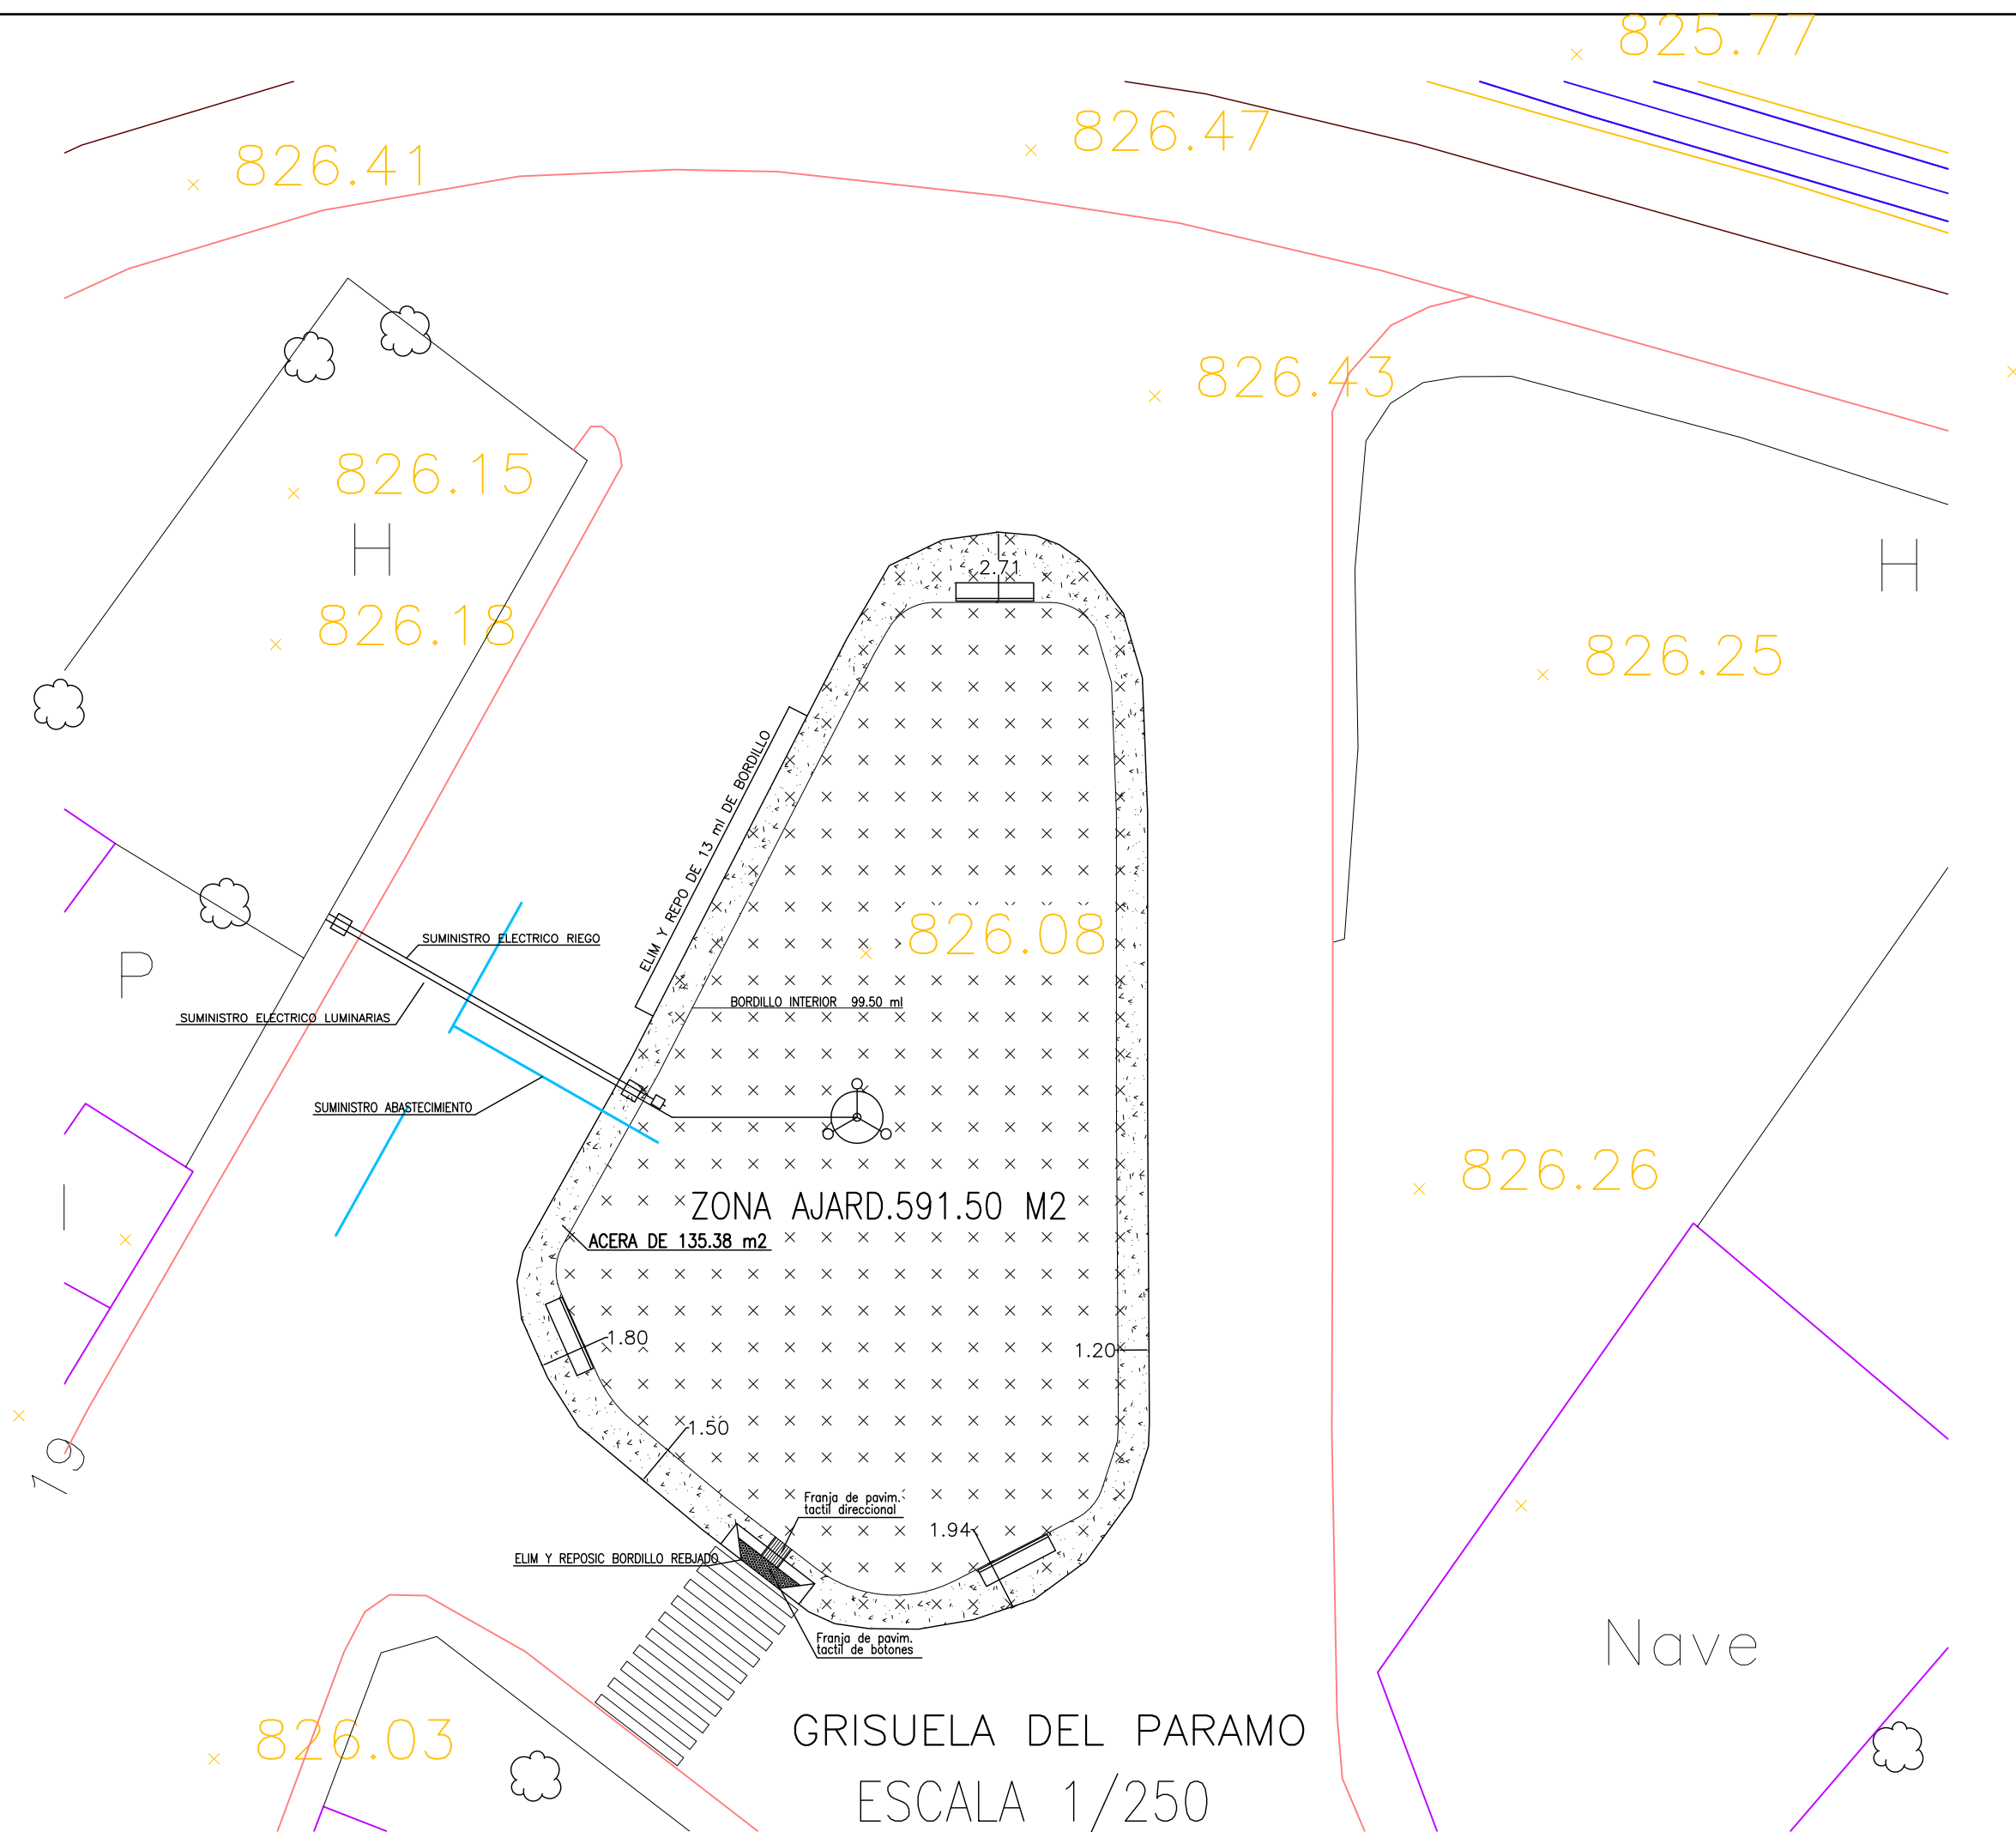 825.77
826.47
826.41
826.43
826.15
H
H
2.71
826.18
826.25
ELIM Y REPO DE 13 ml DE BORDILLO
826.08
SUMINISTRO ELECTRICO RIEGO
P
BORDILLO INTERIOR 99.50 ml
SUMINISTRO ELECTRICO LUMINARIAS
SUMINISTRO ABASTECIMIENTO
826.26
I
ZONA AJARD.591.50 M2
ACERA DE 135.38 m2
1.80
1.20
1.50
19
Franja de pavim.
tactil direccional
1.94
ELIM Y REPOSIC BORDILLO REBJADO
Franja de pavim.
tactil de botones
Nave
826.03
GRISUELA DEL PARAMO
ESCALA 1/250